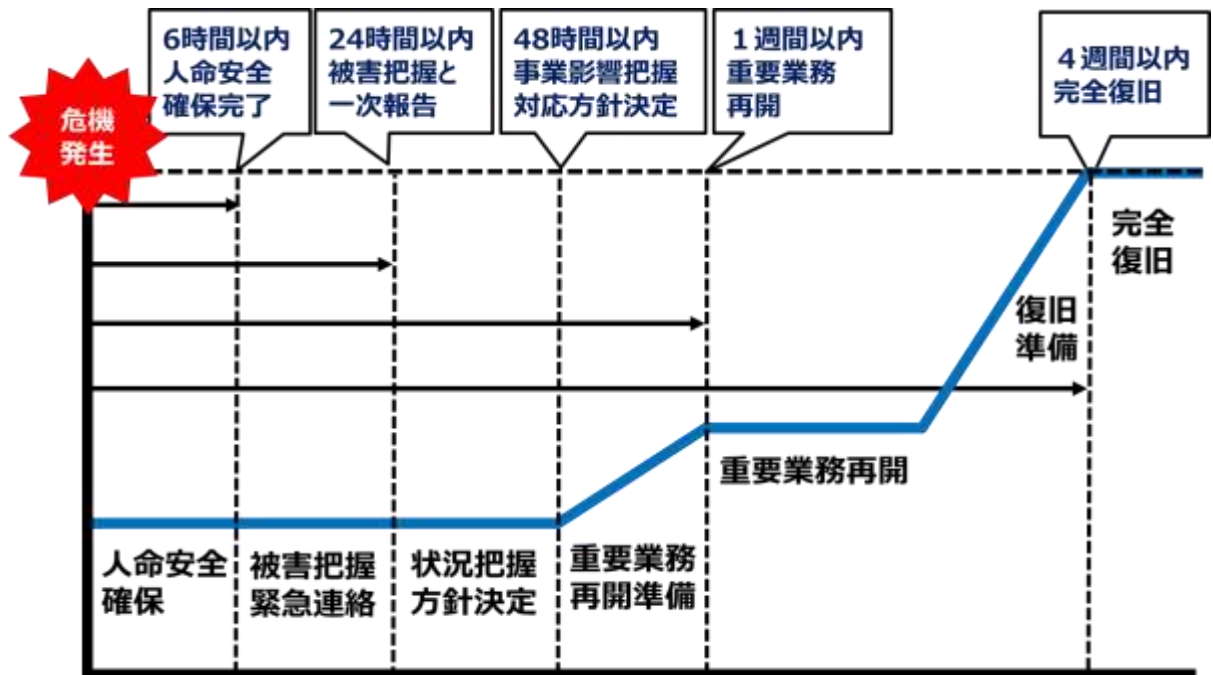 危機
発生
6時間以内
人命安全
確保完了
24時間以内
被害把握と
一次報告
48時間以内
事業影響把握
対応方針決定
１週間以内
重要業務
再開
４週間以内
完全復旧
完全
復旧
復旧
準備
重要業務再開
人命安全
確保
被害把握
緊急連絡
状況把握
方針決定
重要業務
再開準備